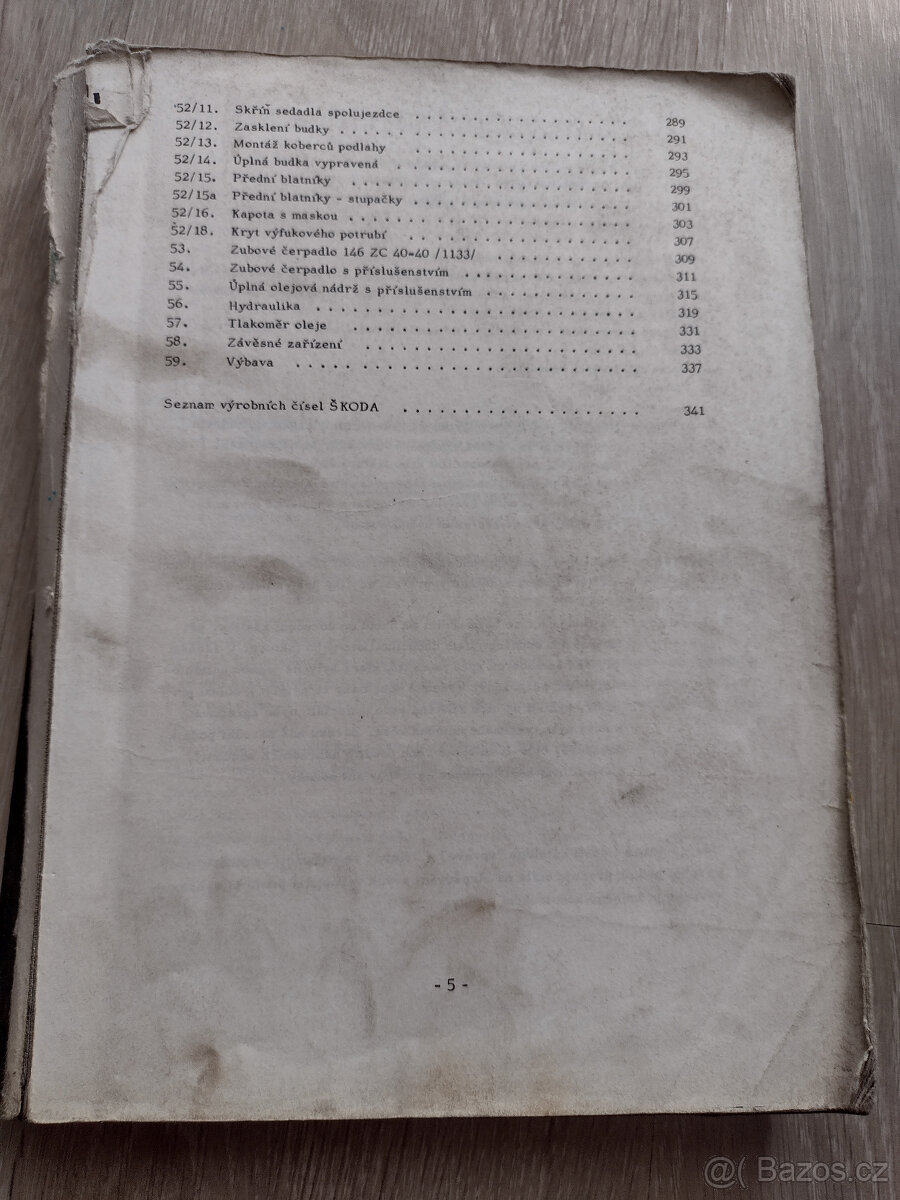 52/11. Skříň sedadla spolujezdce . . . . . . . . . . . . . . . . . . 289
52/12. Zasklení budky . . . . . . . . . . . . . . . . . . . . . . 291
52/13. Montáž koberců podlahy . . . . . . . . . . . . . . . . . . 293
52/14. Úplná budka vypravená . . . . . . . . . . . . . . . . . . . 295
52/15. Přední blatníky . . . . . . . . . . . . . . . . . . . . . . 299
52/15a Přední blatníky - stupačky . . . . . . . . . . . . . . . . . 301
52/16. Kapota s maskou . . . . . . . . . . . . . . . . . . . . . . 303
52/18. Kryt výfukového potrubí . . . . . . . . . . . . . . . . . . 307
53. Zubové čerpadlo 146 ZC 40=40 /1133/ . . . . . . . . . . . 309
54. Zubové čerpadlo s příslušenstvím . . . . . . . . . . . . . . 311
55. Úplná olejová nádrž s příslušenstvím . . . . . . . . . . . . 315
56. Hydraulika . . . . . . . . . . . . . . . . . . . . . . . . . 319
57. Tlakoměr oleje . . . . . . . . . . . . . . . . . . . . . . . 331
58. Závěsné zařízení . . . . . . . . . . . . . . . . . . . . . . 333
59. Výbava . . . . . . . . . . . . . . . . . . . . . . . . . . . 337
Seznam výrobních čísel ŠKODA . . . . . . . . . . . . . . . . . . . 341
- 5 -
@( Bazos.cz